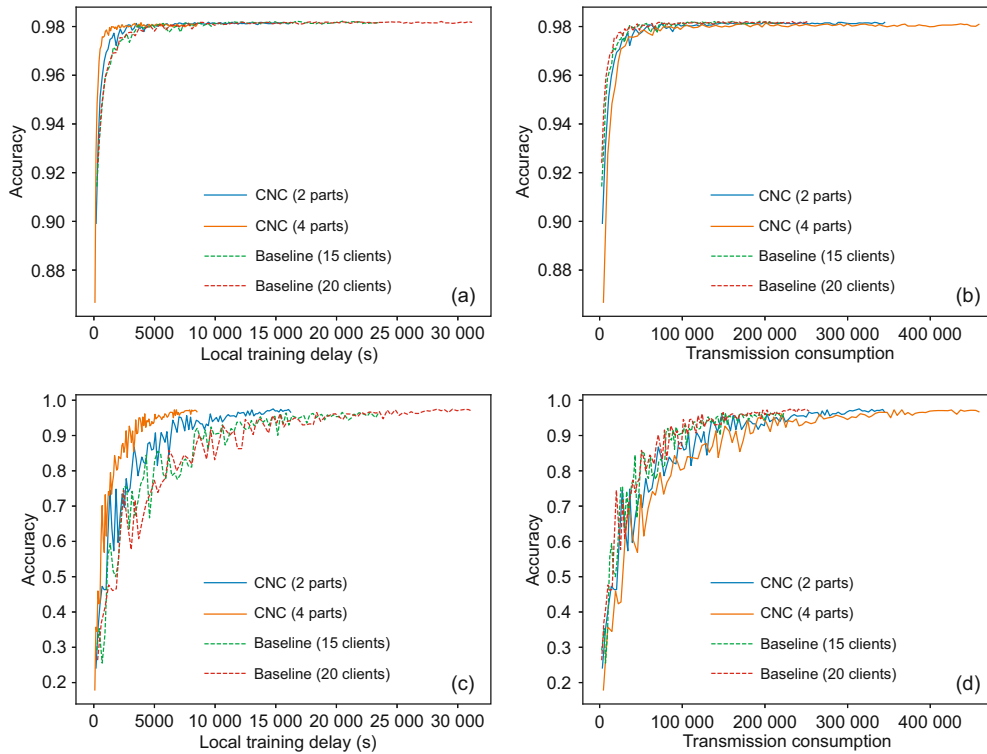 0.98
0.96
0.94
0.92
0.90
0.88
Accuracy
CNC (2 parts)
CNC (4 parts)
Baseline (15 clients)
Baseline (20 clients)
(a)
0 5000 10 000 15 000 20 000 25 000 30 000
Local training delay (s)
0.98
0.96
0.94
0.92
0.90
0.88
Accuracy
CNC (2 parts)
CNC (4 parts)
Baseline (15 clients)
Baseline (20 clients)
(b)
0 100 000 200 000 300 000 400 000
Transmission consumption
1.0
0.9
0.8
0.7
0.6
0.5
0.4
0.3
0.2
Accuracy
CNC (2 parts)
CNC (4 parts)
Baseline (15 clients)
Baseline (20 clients)
(c)
0 5000 10 000 15 000 20 000 25 000 30 000
Local training delay (s)
1.0
0.9
0.8
0.7
0.6
0.5
0.4
0.3
0.2
Accuracy
CNC (2 parts)
CNC (4 parts)
Baseline (15 clients)
Baseline (20 clients)
(d)
0 100 000 200 000 300 000 400 000
Transmission consumption